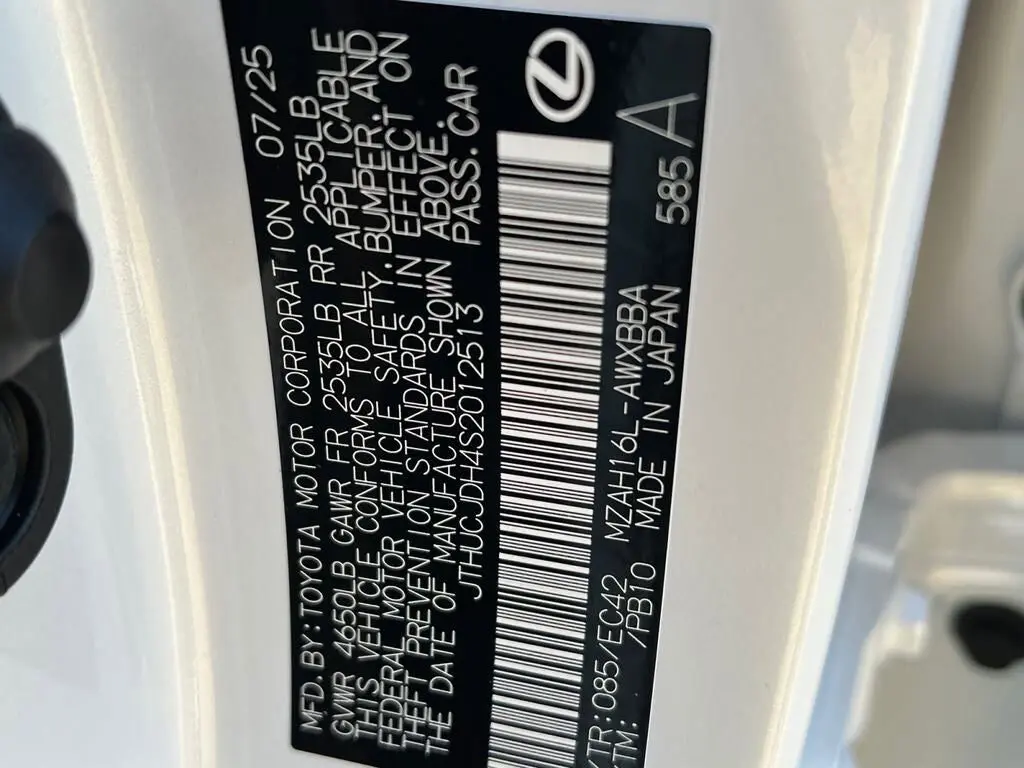 MFD.BY:TOYOTA MOTOR CORPORATION 07/25
GVWR 4650LB GAWR FR 2535LB RR 2535LB
THIS VEHICLE CONFORMS TO ALL APPLICABLE
FEDERAL MOTOR VEHICLE SAFETY, BUMPER, AND
THEFT PREVENTION STANDARDS IN EFFECT ON
THE DATE OF MANUFACTURE SHOWN ABOVE.
JTHUCJDH4S2012513 PASS.CAR
/TR:085/EC42 MZAH16L-AWXBBA 585 A
TM: /PB10 MADE IN JAPAN